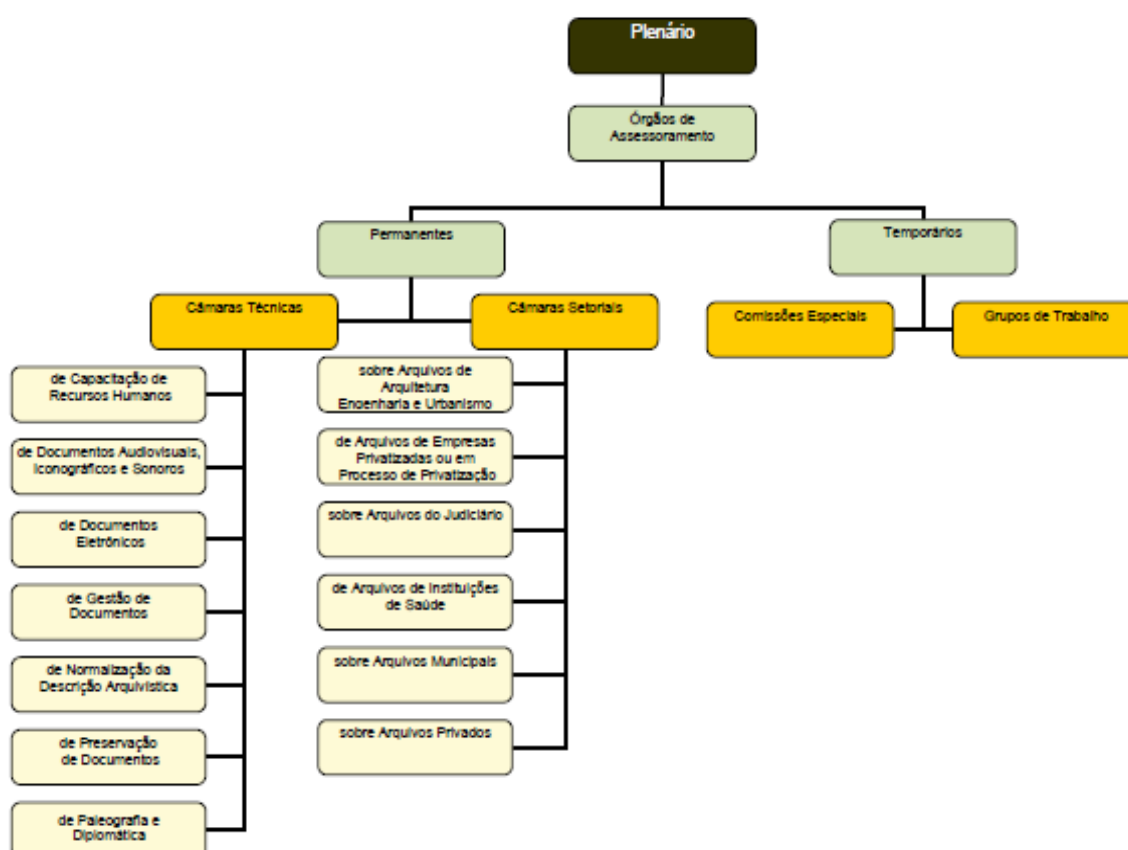 Plenário
Órgãos de
Assessoramento
Permanentes
Temporários
Câmaras Técnicas
Câmaras Setoriais
Comissões Especiais
Grupos de Trabalho
de Capacitação de
Recursos Humanos
de Documentos Audiovisuais,
Iconográficos e Sonoros
de Documentos
Eletrônicos
de Gestão de
Documentos
de Normalização da
Descrição Arquivística
de Preservação
de Documentos
de Paleografia e
Diplomática
sobre Arquivos de
Arquitetura
Engenharia e Urbanismo
de Arquivos de Empresas
Privatizadas ou em
Processo de Privatização
sobre Arquivos do Judiciário
de Arquivos de Instituições
de Saúde
sobre Arquivos Municipais
sobre Arquivos Privados